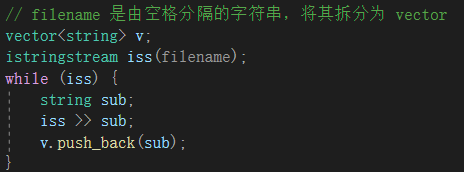 // filename 是由空格分隔的字符串，将其拆分为 vector
vector<string> v;
istringstream iss(filename);
while (iss) {
    string sub;
    iss >> sub;
    v.push_back(sub);
}